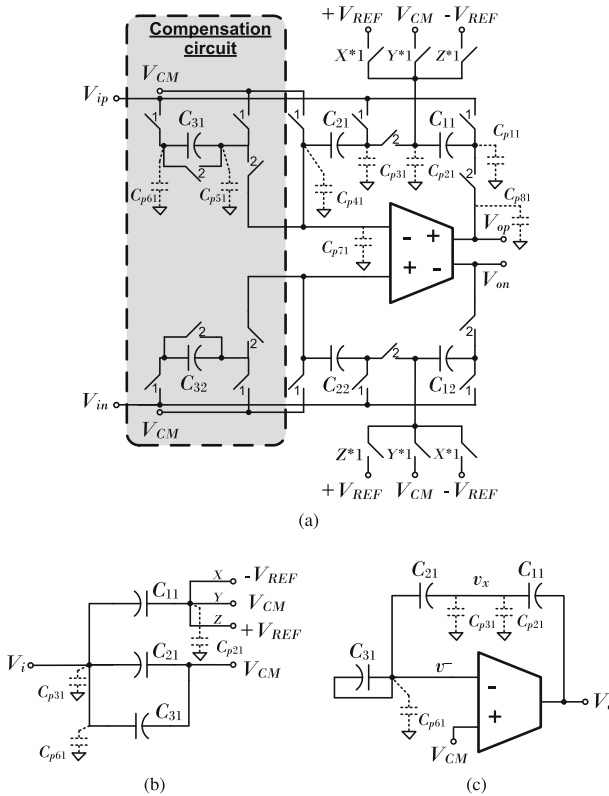 Compensation circuit
+V_REF V_CM -V_REF
X*1 Y*1 Z*1
V_CM
V_ip
1 C_31 1 1 C_21 1 2 C_11 1
2 2 2
C_p61 C_p51 C_p41 C_p31 C_p21 C_p11
C_p71 C_p81
- + V_op
+ - V_on
2 2 2 2
1 C_32 1 1 C_22 1 C_12 1
V_in
V_CM
Z*1 Y*1 X*1
+V_REF V_CM -V_REF
(a)
C_11 X -V_REF
Y V_CM
Z +V_REF
C_p21
V_i C_21 V_CM
C_p31
C_31
C_p61
(b)
C_21 v_x C_11
C_p31 C_p21
C_31 v^-
-
+
C_p61
V_CM
V_o
(c)